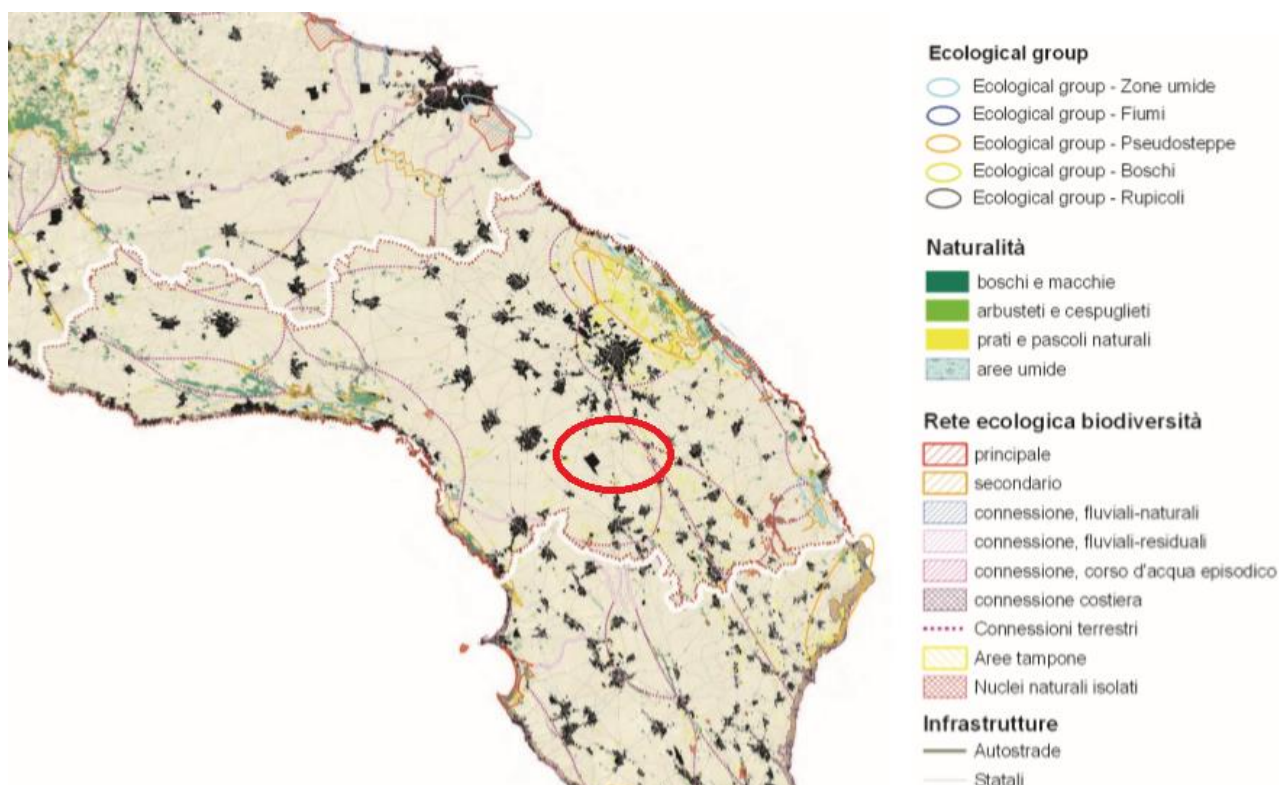 Ecological group
Ecological group - Zone umide
Ecological group - Fiumi
Ecological group - Pseudosteppe
Ecological group - Boschi
Ecological group - Rupicoli
Naturalità
boschi e macchie
arbusteti e cespuglieti
prati e pascoli naturali
aree umide
Rete ecologica biodiversità
principale
secondario
connessione, fluviali-naturali
connessione, fluviali-residuali
connessione, corso d'acqua episodico
connessione costiera
Connessioni terrestri
Aree tampone
Nuclei naturali isolati
Infrastrutture
Autostrade
Statali